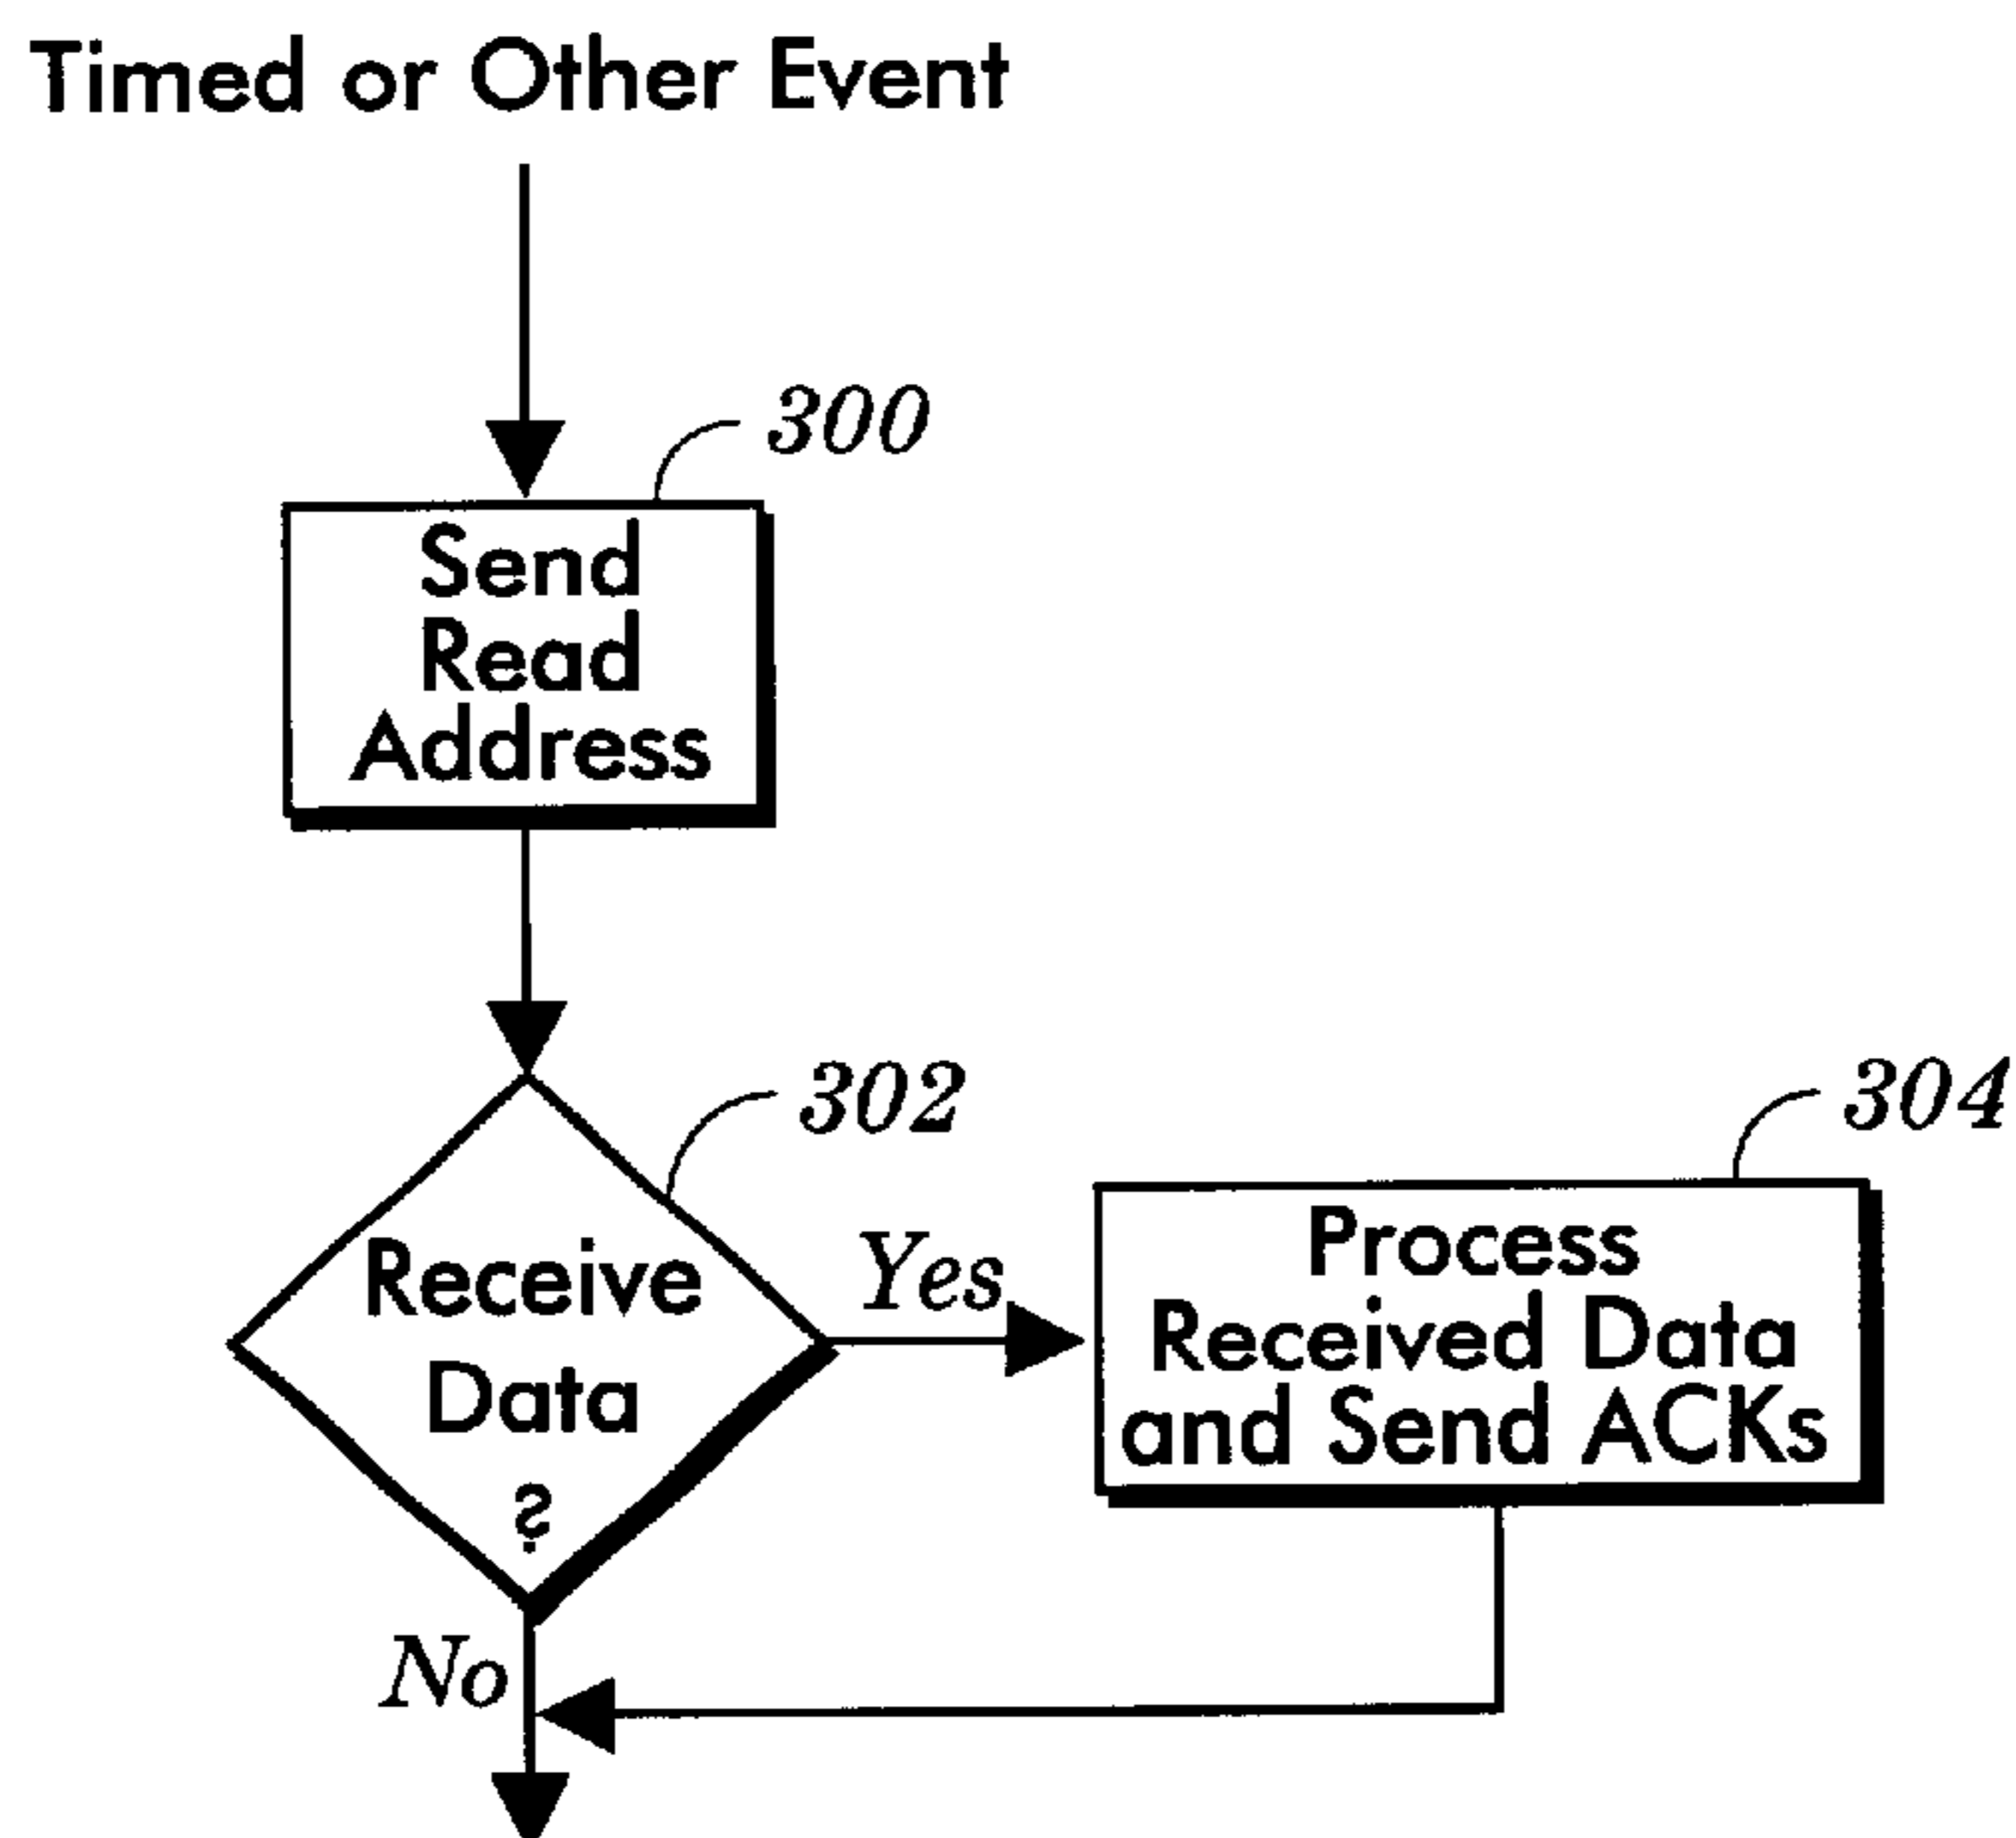 Timed or Other Event
300
Send
Read
Address
302
304
Receive
Data
?
Yes
Process
Received Data
and Send ACKs
No